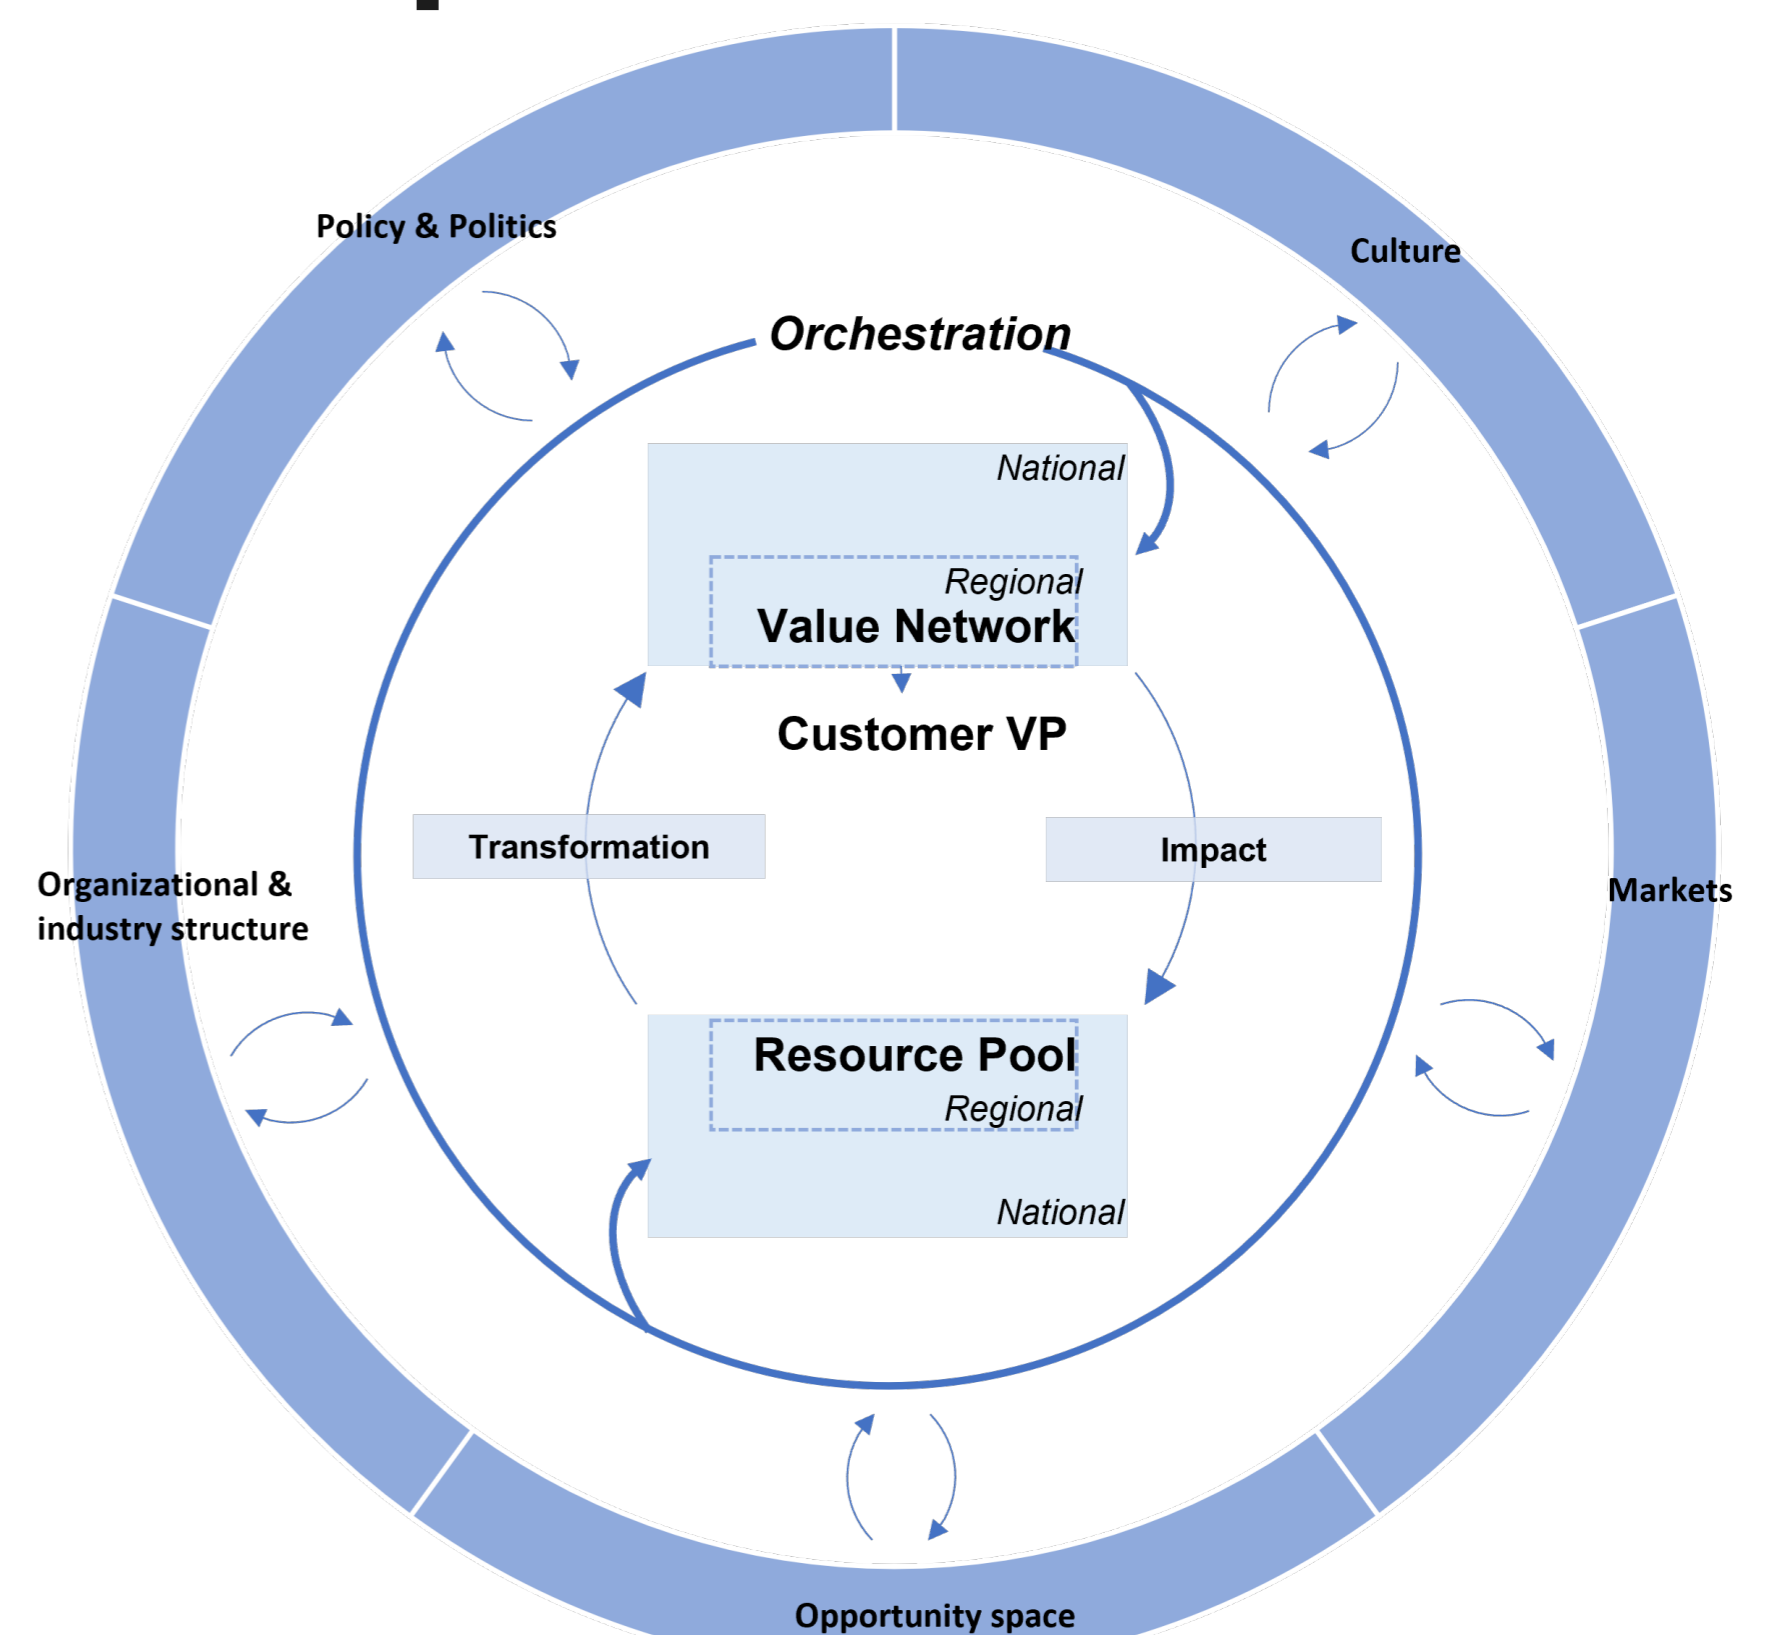 Policy & Politics
Culture
Orchestration
National
Regional
Value Network
Customer VP
Transformation
Impact
Organizational &
industry structure
Markets
Resource Pool
Regional
National
Opportunity space